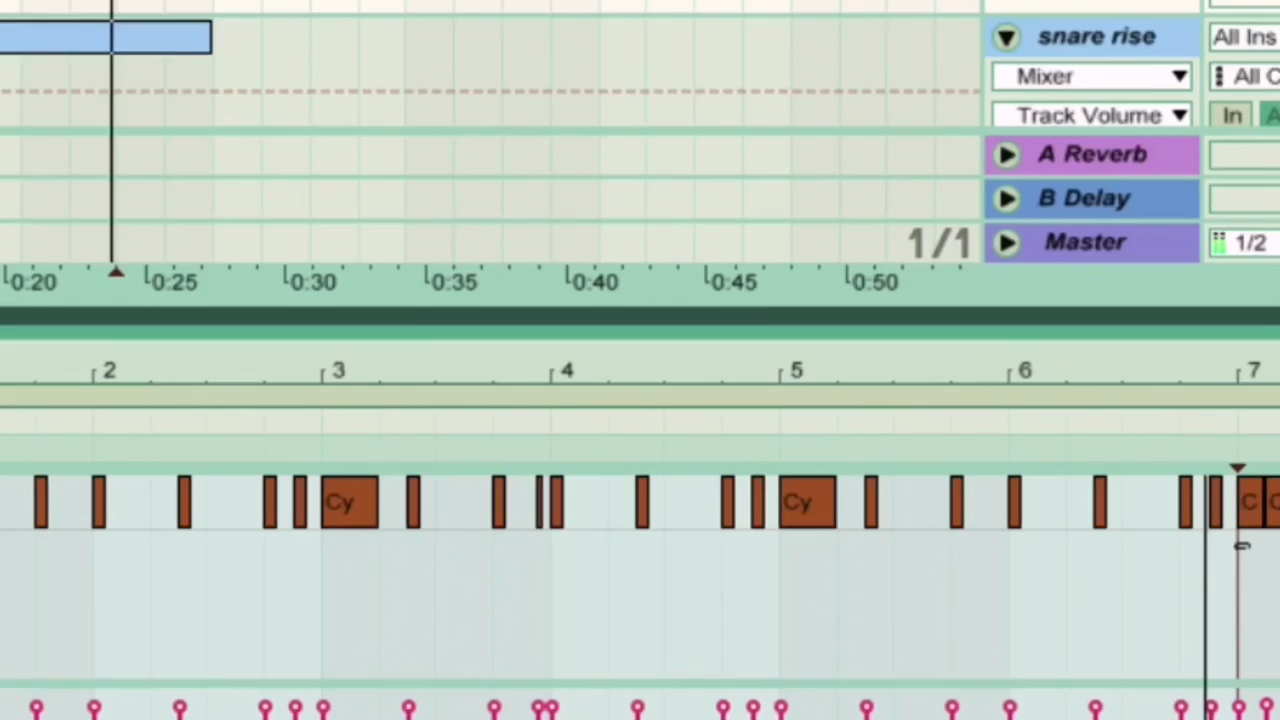 snare rise
All Ins
Mixer
All C
Track Volume
In
A Reverb
B Delay
1/1
Master
1/2
0:20 0:25 0:30 0:35 0:40 0:45 0:50
2 3 4 5 6 7
Cy Cy C